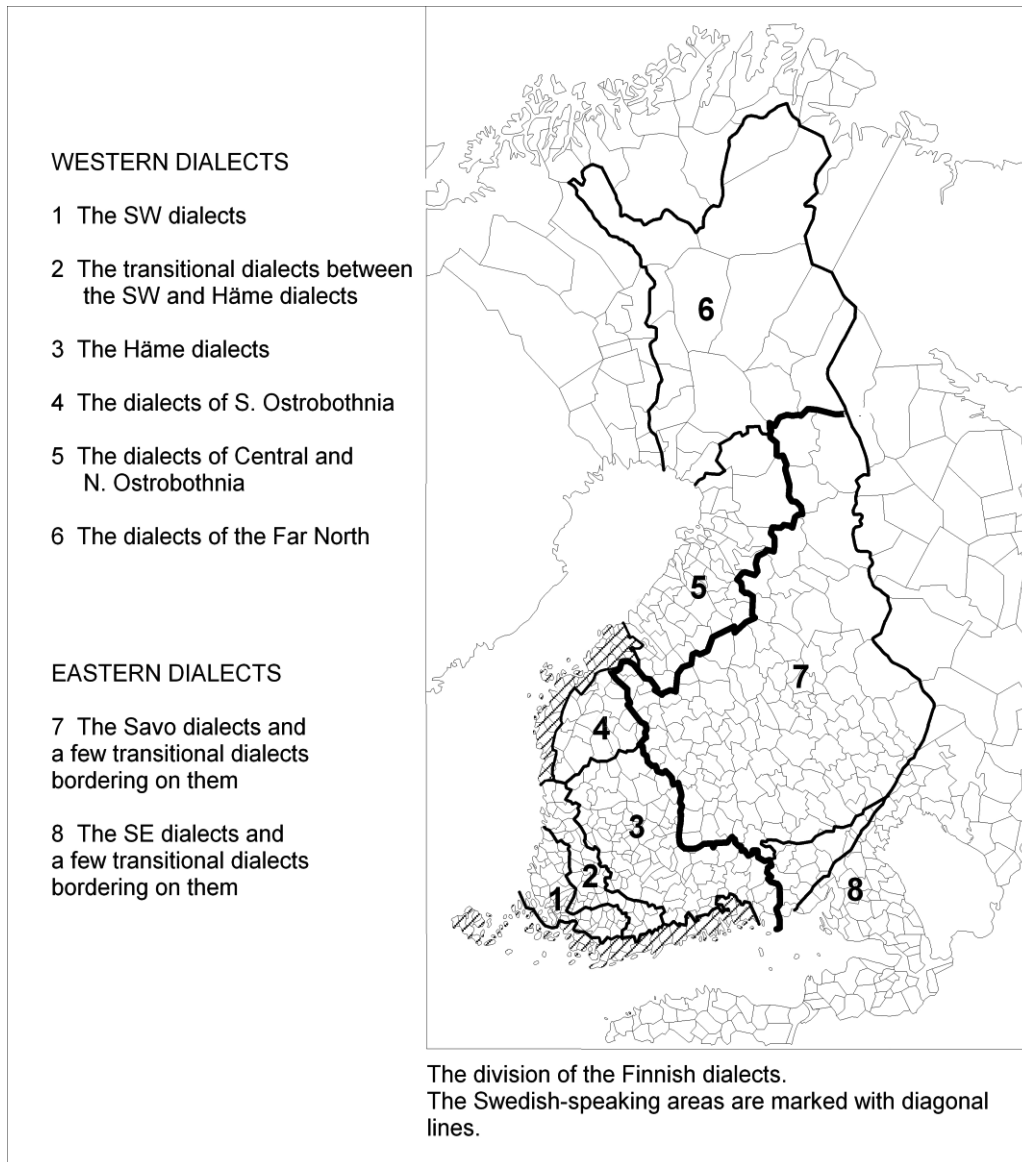 WESTERN DIALECTS
1 The SW dialects
2 The transitional dialects between
the SW and Häme dialects
3 The Häme dialects
4 The dialects of S. Ostrobothnia
5 The dialects of Central and
N. Ostrobothnia
6 The dialects of the Far North
EASTERN DIALECTS
7 The Savo dialects and
a few transitional dialects
bordering on them
8 The SE dialects and
a few transitional dialects
bordering on them
6
5
7
4
3
2
1
8
The division of the Finnish dialects.
The Swedish-speaking areas are marked with diagonal
lines.